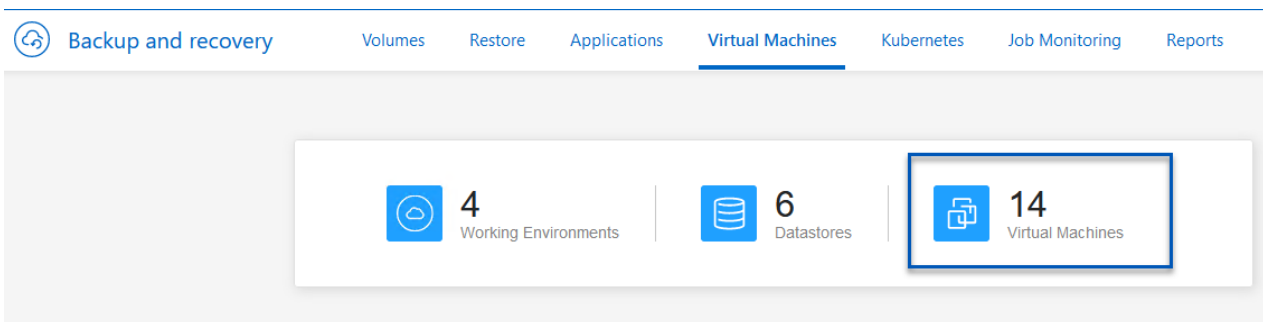 Backup and recovery Volumes Restore Applications Virtual Machines Kubernetes Job Monitoring Reports
4 6 14
Working Environments Datastores Virtual Machines